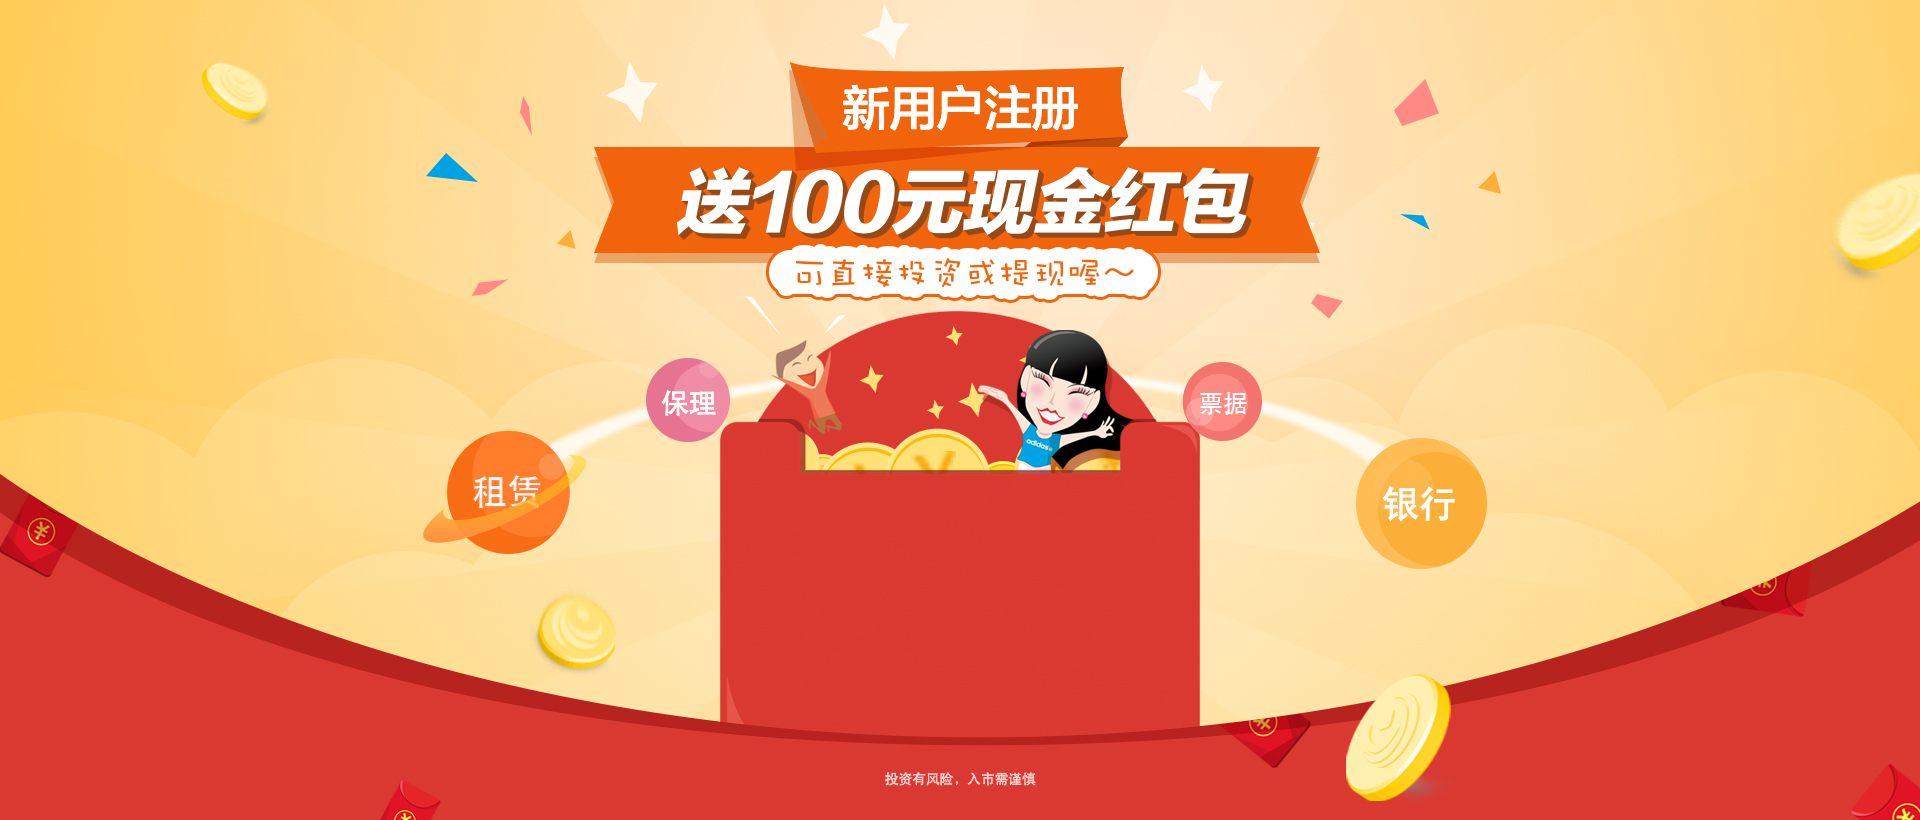 新用户注册
送100元现金红包
可直接投资或提现喔～
保理
票据
adidas
租赁
银行
投资有风险，入市需谨慎